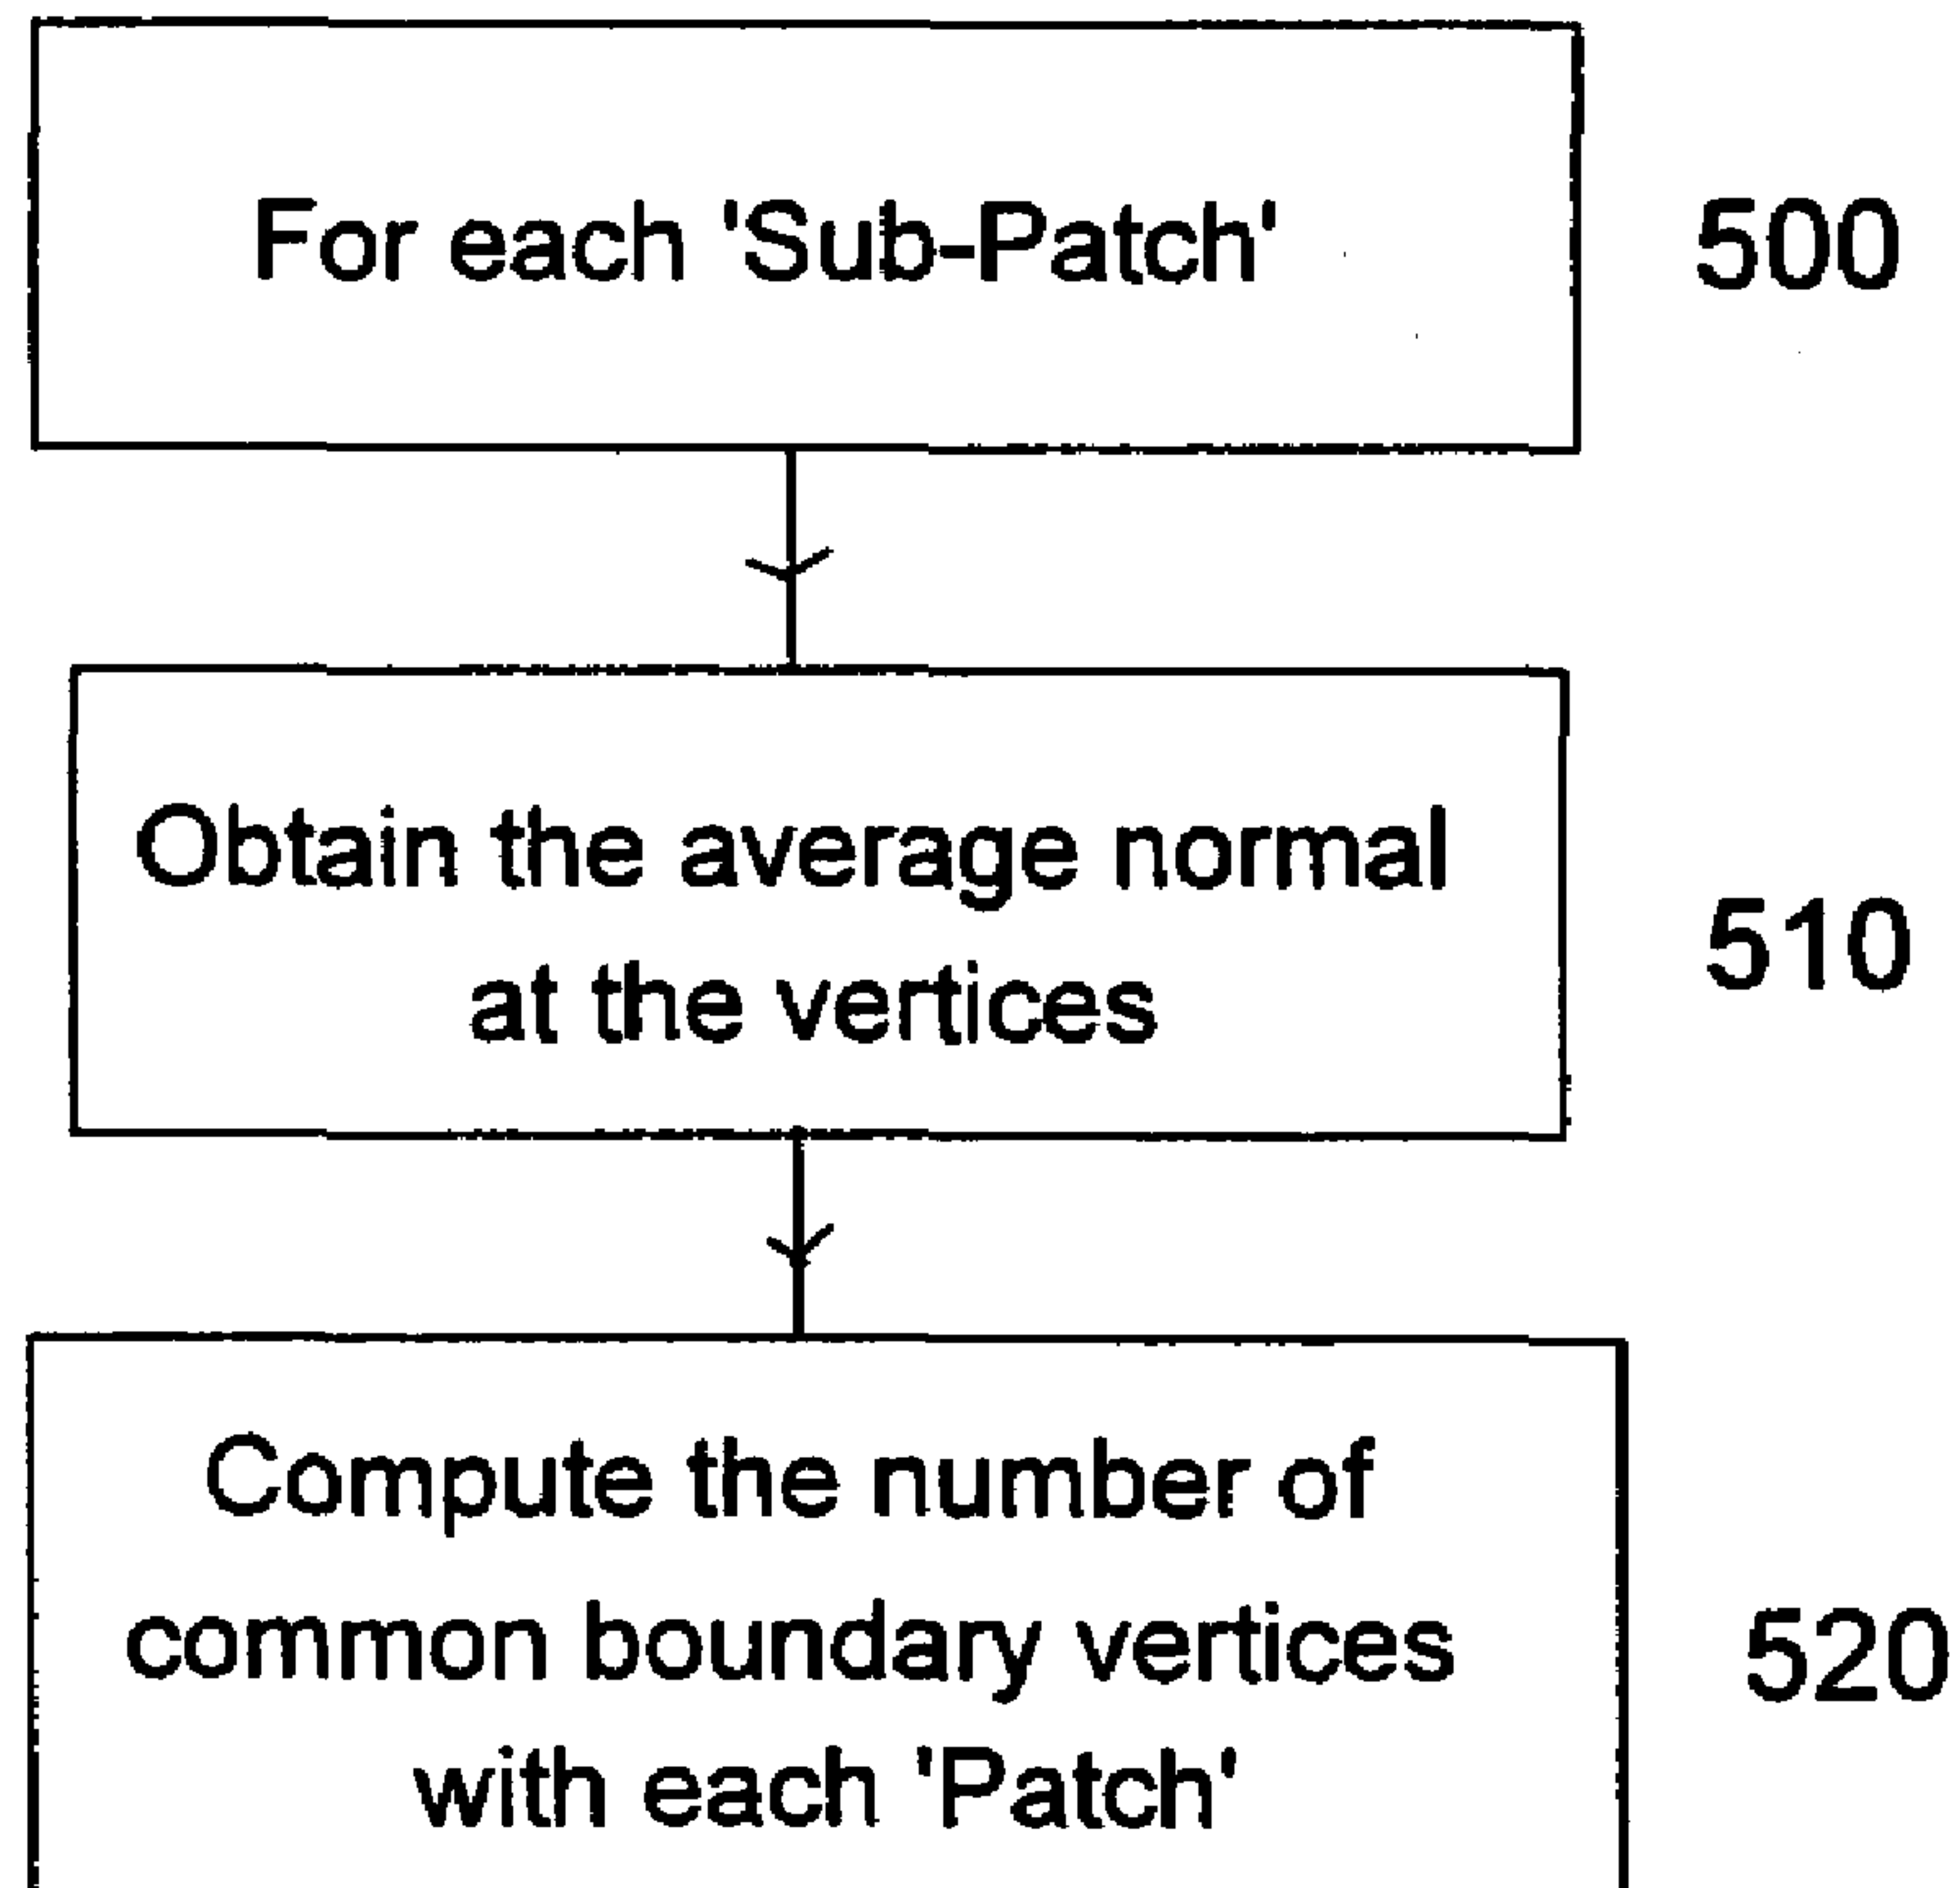 For each 'Sub-Patch'
500
Obtain the average normal
at the vertices
510
Compute the number of
common boundary vertices
with each 'Patch'
520